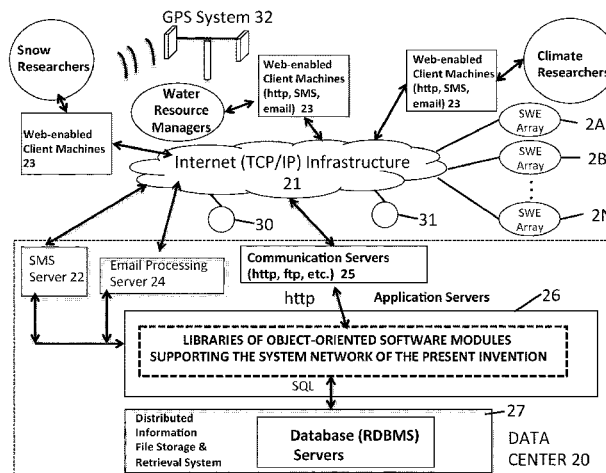 GPS System 32
Snow
Researchers
Web-enabled
Client Machines
(http, SMS,
email) 23
Web-enabled
Client Machines
(http, SMS,
email) 23
Climate
Researchers
Water
Resource
Managers
Web-enabled
Client Machines
23
Internet (TCP/IP) Infrastructure
21
SWE
Array
2A
SWE
Array
2B
SWE
Array
2N
30
31
SMS
Server 22
Email Processing
Server 24
Communication Servers
(http, ftp, etc.) 25
http
Application Servers
26
LIBRARIES OF OBJECT-ORIENTED SOFTWARE MODULES
SUPPORTING THE SYSTEM NETWORK OF THE PRESENT INVENTION
SQL
27
Distributed
Information
File Storage &
Retrieval System
Database (RDBMS)
Servers
DATA
CENTER 20